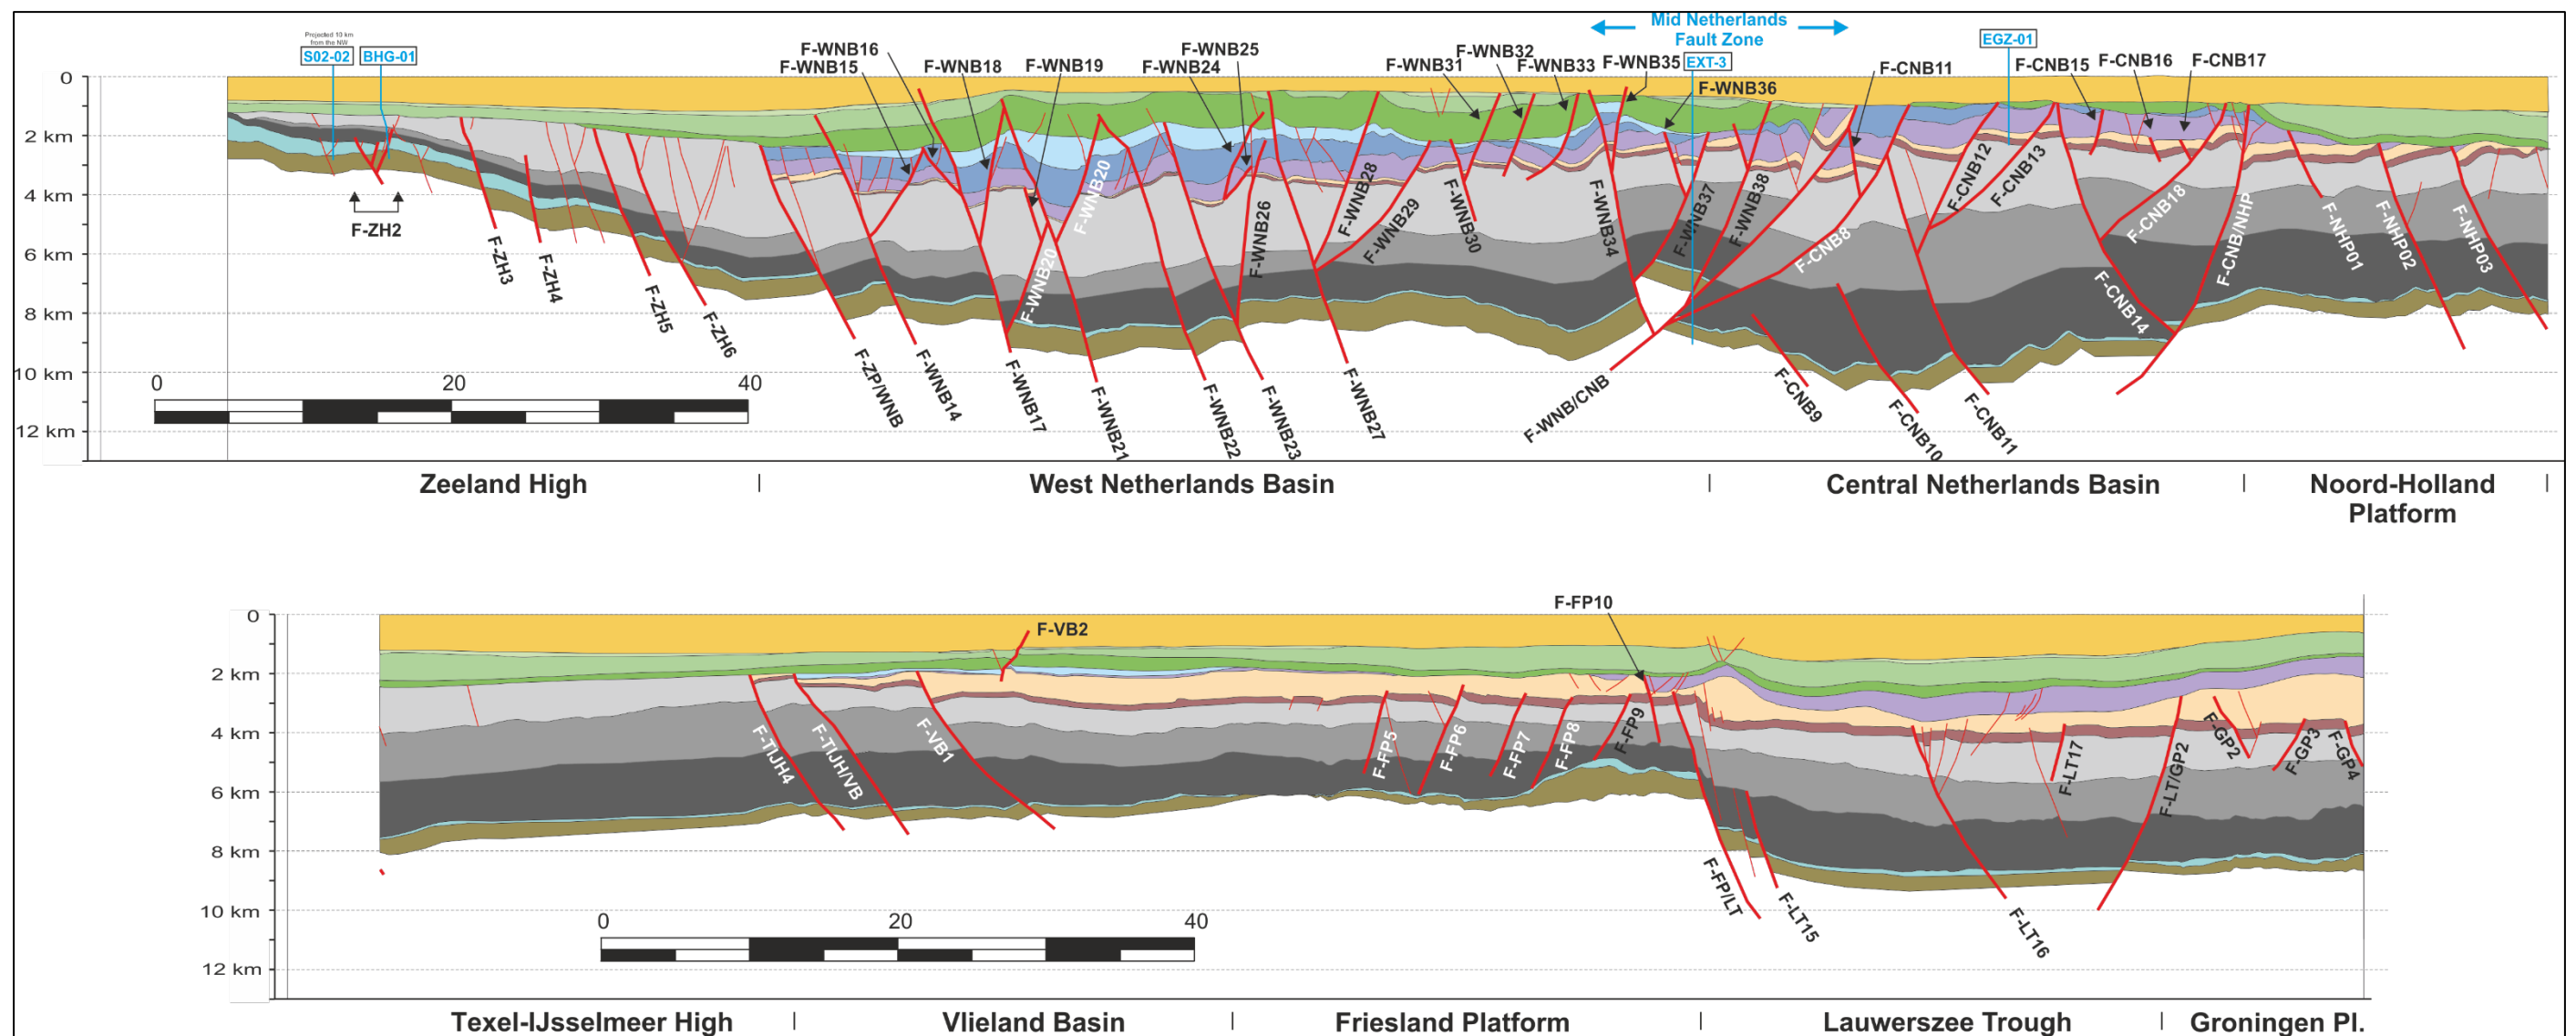 Mid Netherlands
Fault Zone
Projected 10 km
from the NW
S02-02
BHG-01
F-WNB16
F-WNB15
F-WNB18
F-WNB19
F-WNB25
F-WNB24
F-WNB32
F-WNB31
F-WNB33
F-WNB35
EXT-3
F-WNB36
F-CNB11
EGZ-01
F-CNB15
F-CNB16
F-CNB17
0
2 km
4 km
6 km
8 km
10 km
12 km
0
20
40
F-ZH2
F-ZH3
F-ZH4
F-ZH5
F-ZH6
F-ZP/WNB
F-WNB14
F-WNB17
F-WNB20
F-WNB20
F-WNB21
F-WNB22
F-WNB23
F-WNB26
F-WNB27
F-WNB28
F-WNB29
F-WNB30
F-WNB34
F-WNB/CNB
F-WNB37
F-WNB38
F-CNB8
F-CNB9
F-CNB10
F-CNB11
F-CNB12
F-CNB13
F-CNB14
F-CNB18
F-CNB/NHP
F-NHP01
F-NHP02
F-NHP03
Zeeland High
West Netherlands Basin
Central Netherlands Basin
Noord-Holland
Platform
0
2 km
4 km
6 km
8 km
10 km
12 km
F-VB2
F-FP10
F-TIJH4
F-TIJH/VB
F-VB1
F-FP5
F-FP6
F-FP7
F-FP8
F-FP9
F-FP/LT
F-LT15
F-LT16
F-LT17
F-LT/GP2
F-GP2
F-GP3
F-GP4
0
20
40
Texel-IJsselmeer High
Vlieland Basin
Friesland Platform
Lauwerszee Trough
Groningen Pl.